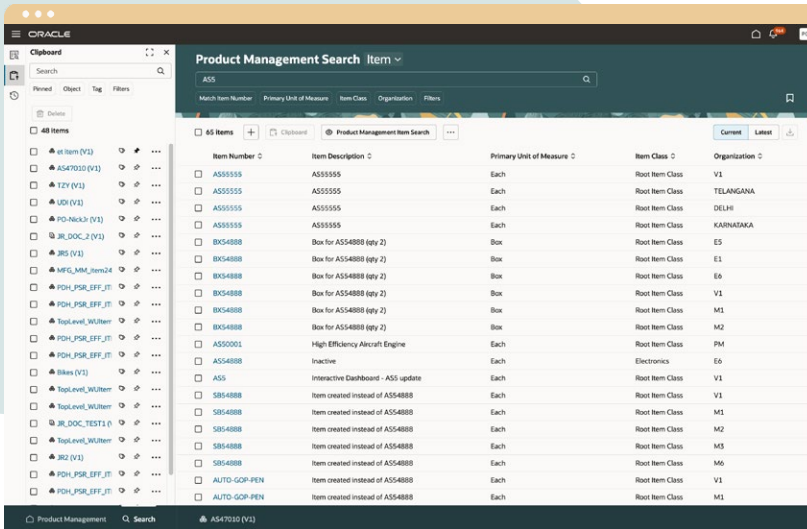 ORACLE
Clipboard
Search
Pinned Object Tag Filters
Delete
48 items
et item (V1)
AS47010 (V1)
TZY (V1)
UDI (V1)
PO-NickJr (V1)
JR_DOC_2 (V1)
JR5 (V1)
MFG_MM_item24
PDH_PSR_EFF_ITI
PDH_PSR_EFF_ITI
TopLevel_WUItem
PDH_PSR_EFF_ITI
PDH_PSR_EFF_ITI
Bikes (V1)
TopLevel_WUItem
TopLevel_WUItem
JR_DOC_TEST1 (V
TopLevel_WUItem
JR2 (V1)
PDH_PSR_EFF_ITI
PDH_PSR_EFF_ITI
Product Management Search Item
AS5
Match Item Number Primary Unit of Measure Item Class Organization Filters
65 items + Clipboard Product Management Item Search ... Current Latest
Item Number Item Description Primary Unit of Measure Item Class Organization
AS55555 AS55555 Each Root Item Class V1
AS55555 AS55555 Each Root Item Class TELANGANA
AS55555 AS55555 Each Root Item Class DELHI
AS55555 AS55555 Each Root Item Class KARNATAKA
BX54888 Box for AS54888 (qty 2) Box Root Item Class E5
BX54888 Box for AS54888 (qty 2) Box Root Item Class E1
BX54888 Box for AS54888 (qty 2) Box Root Item Class E6
BX54888 Box for AS54888 (qty 2) Box Root Item Class V1
BX54888 Box for AS54888 (qty 2) Box Root Item Class M1
BX54888 Box for AS54888 (qty 2) Box Root Item Class M2
AS50001 High Efficiency Aircraft Engine Each Root Item Class PM
AS54888 Inactive Each Electronics E6
AS5 Interactive Dashboard - AS5 update Each Root Item Class V1
SB54888 Item created instead of AS54888 Each Root Item Class V1
SB54888 Item created instead of AS54888 Each Root Item Class M1
SB54888 Item created instead of AS54888 Each Root Item Class M2
SB54888 Item created instead of AS54888 Each Root Item Class M3
SB54888 Item created instead of AS54888 Each Root Item Class M6
AUTO-GOP-PEN Item created instead of AS54888 Each Root Item Class V1
AUTO-GOP-PEN Item created instead of AS54888 Each Root Item Class M1
Product Management Search AS47010 (V1)